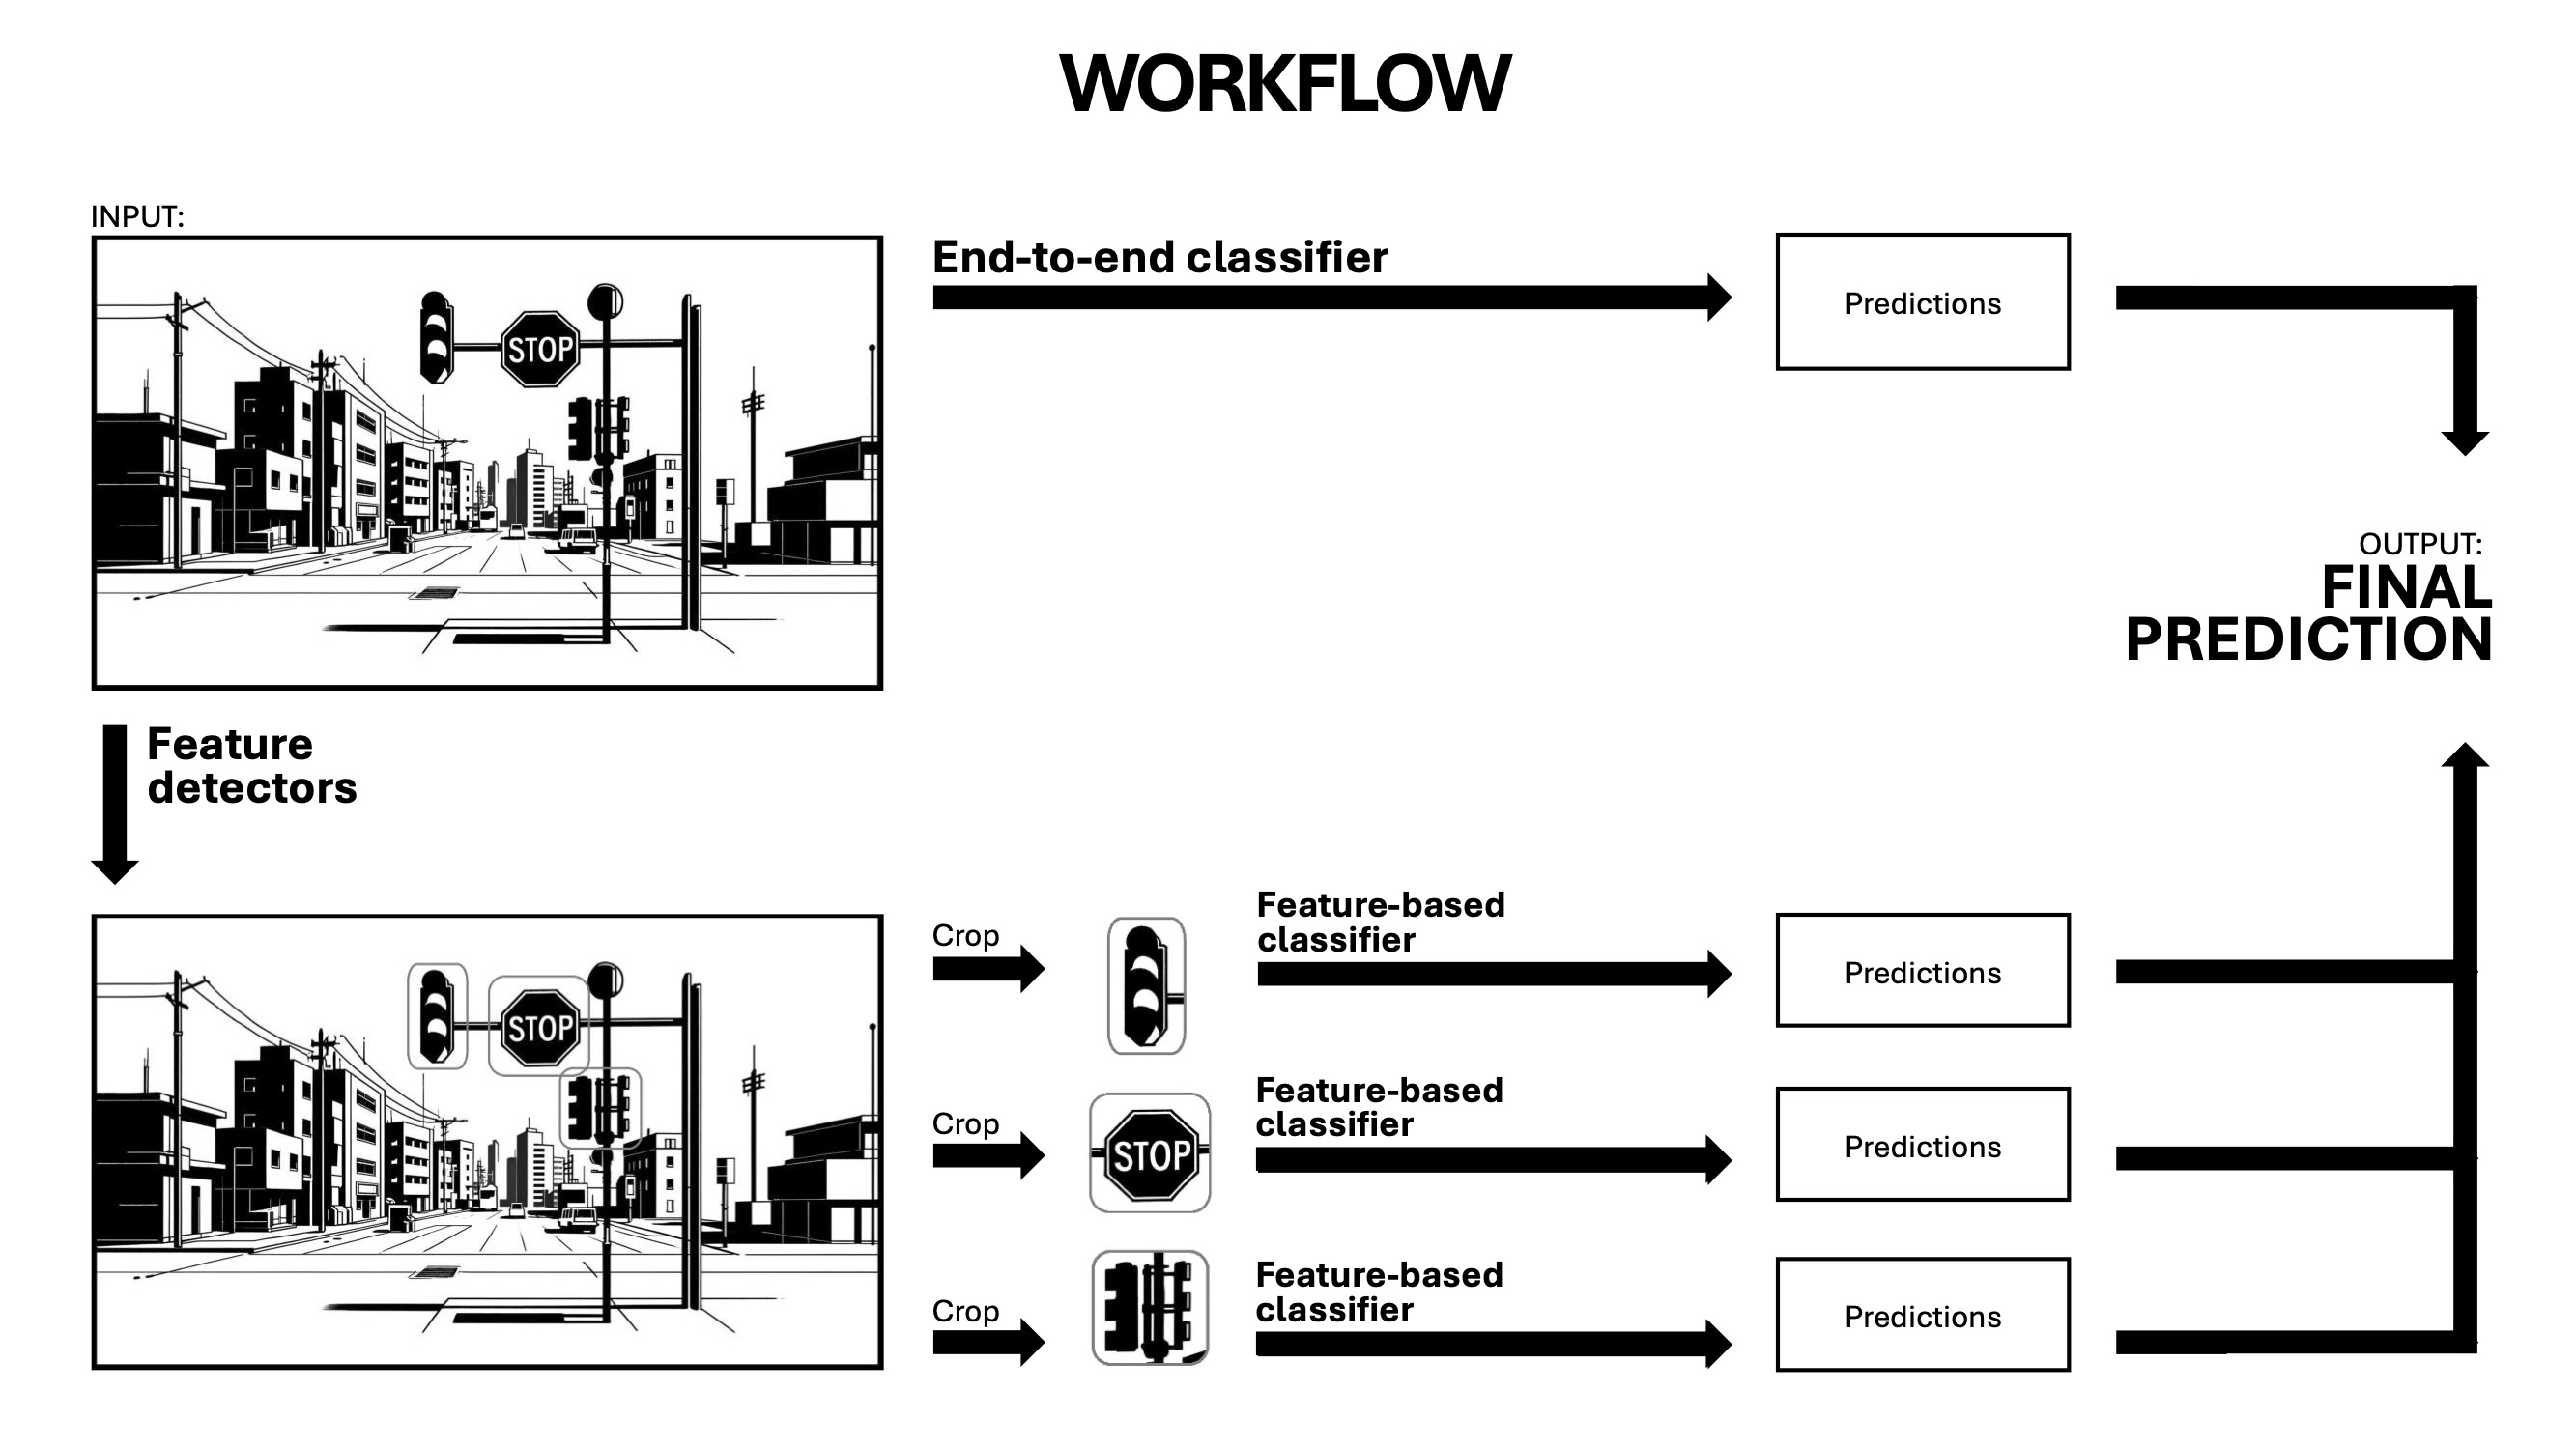 WORKFLOW
INPUT:
STOP
End-to-end classifier
Predictions
OUTPUT:
FINAL
PREDICTION
Feature
detectors
STOP
Crop
Feature-based
classifier
Predictions
Crop
STOP
Feature-based
classifier
Predictions
Crop
Feature-based
classifier
Predictions